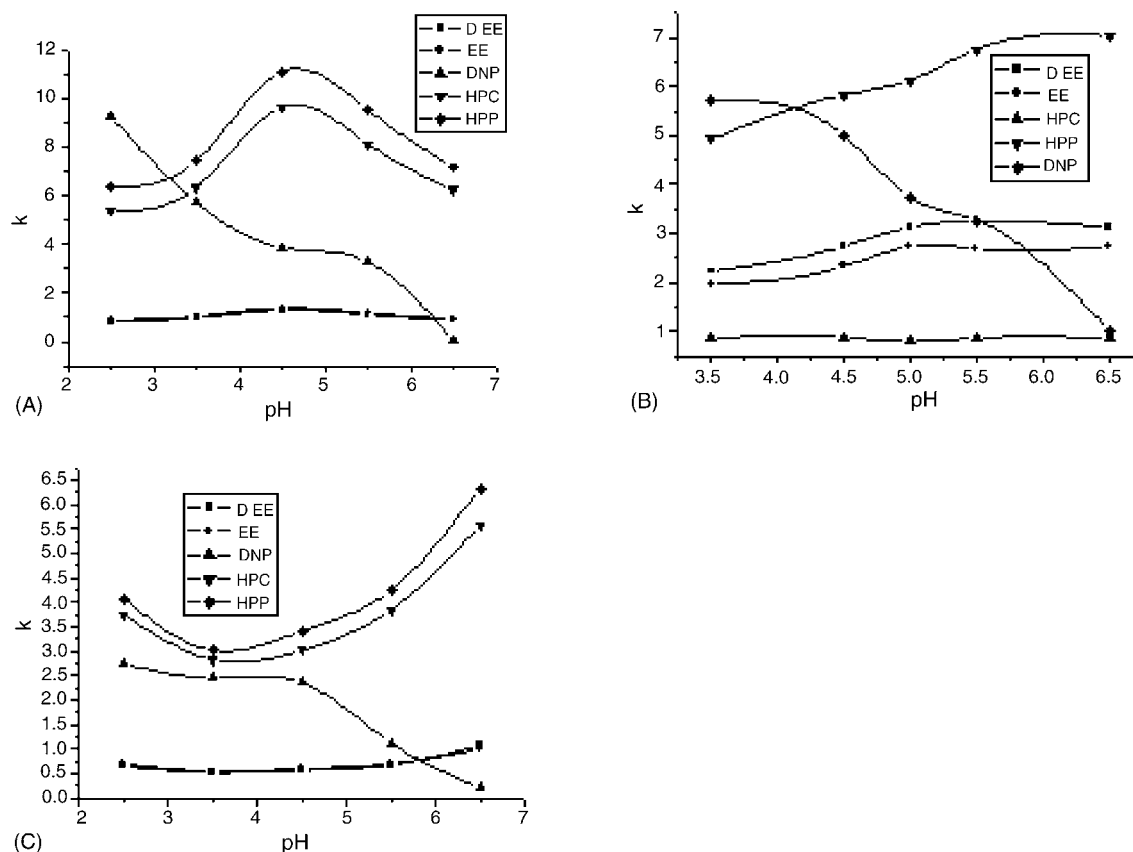 D EE
EE
DNP
HPC
HPP
12
10
8
6
4
2
0
k
2 3 4 5 6 7
pH
(A)
D EE
EE
HPC
HPP
DNP
7
6
5
4
3
2
1
k
3.5 4.0 4.5 5.0 5.5 6.0 6.5
pH
(B)
D EE
EE
DNP
HPC
HPP
6.5
6.0
5.5
5.0
4.5
4.0
3.5
3.0
2.5
2.0
1.5
1.0
0.5
0.0
k
2 3 4 5 6 7
pH
(C)